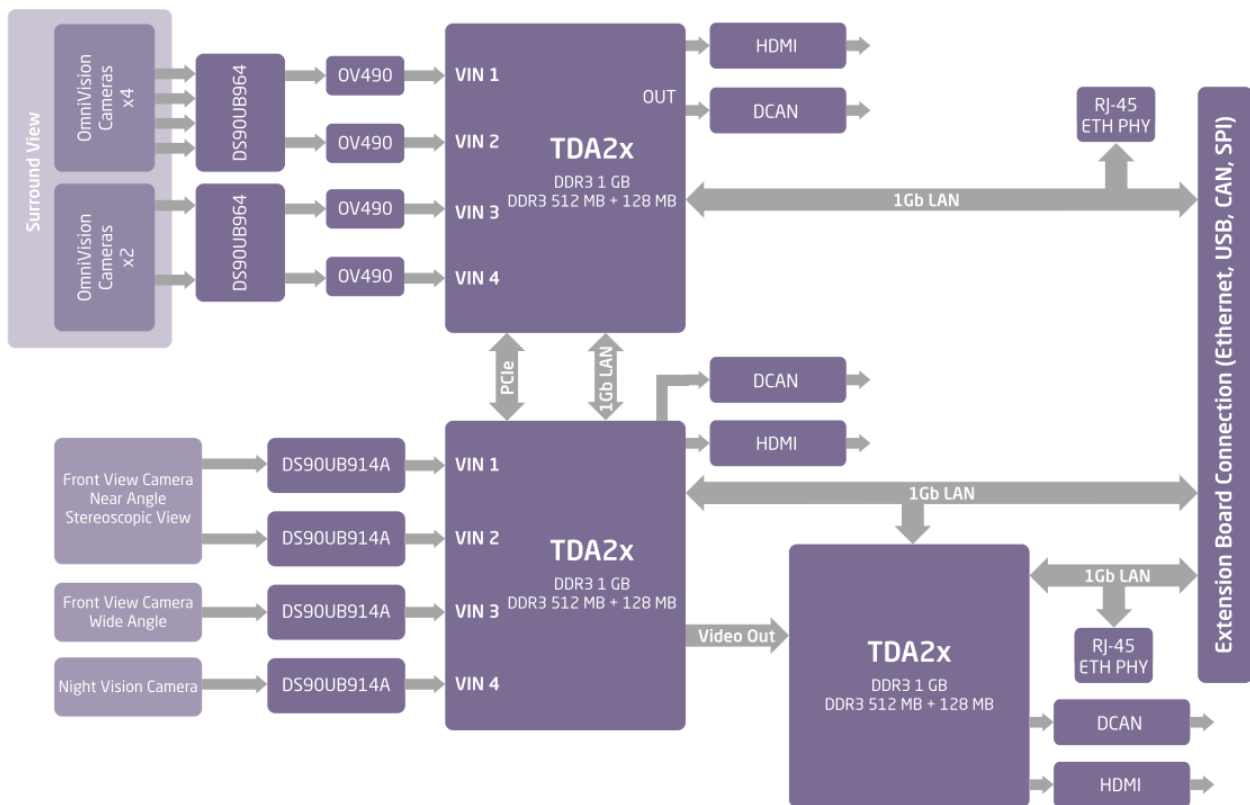 Surround View
OmniVision
Cameras
x4
OmniVision
Cameras
x2
DS90UB964
DS90UB964
OV490
OV490
OV490
OV490
VIN 1
VIN 2
VIN 3
VIN 4
OUT
TDA2x
DDR3 1 GB
DDR3 512 MB + 128 MB
HDMI
DCAN
RJ-45
ETH PHY
1Gb LAN
Extension Board Connection (Ethernet, USB, CAN, SPI)
PCIe
1Gb LAN
Front View Camera
Near Angle
Stereoscopic View
Front View Camera
Wide Angle
Night Vision Camera
DS90UB914A
DS90UB914A
DS90UB914A
DS90UB914A
VIN 1
VIN 2
VIN 3
VIN 4
TDA2x
DDR3 1 GB
DDR3 512 MB + 128 MB
DCAN
HDMI
1Gb LAN
Video Out
TDA2x
DDR3 1 GB
DDR3 512 MB + 128 MB
1Gb LAN
RJ-45
ETH PHY
DCAN
HDMI